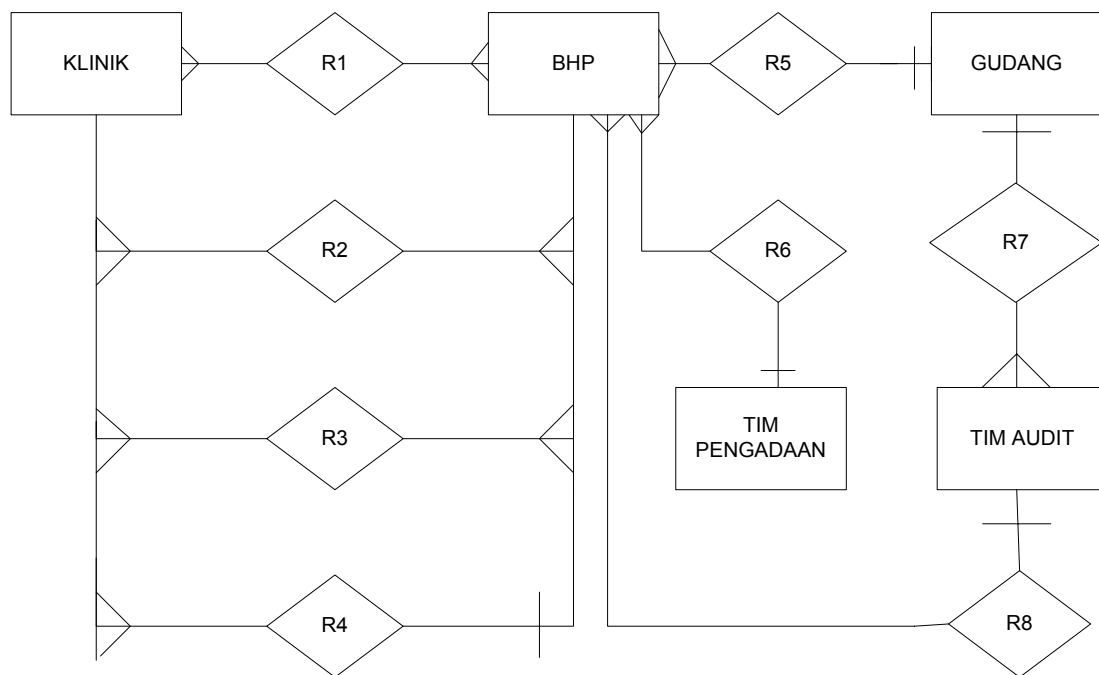 KLINIK
R1
BHP
R5
GUDANG
R2
R6
R7
R3
TIM
PENGADAAN
TIM AUDIT
R4
R8